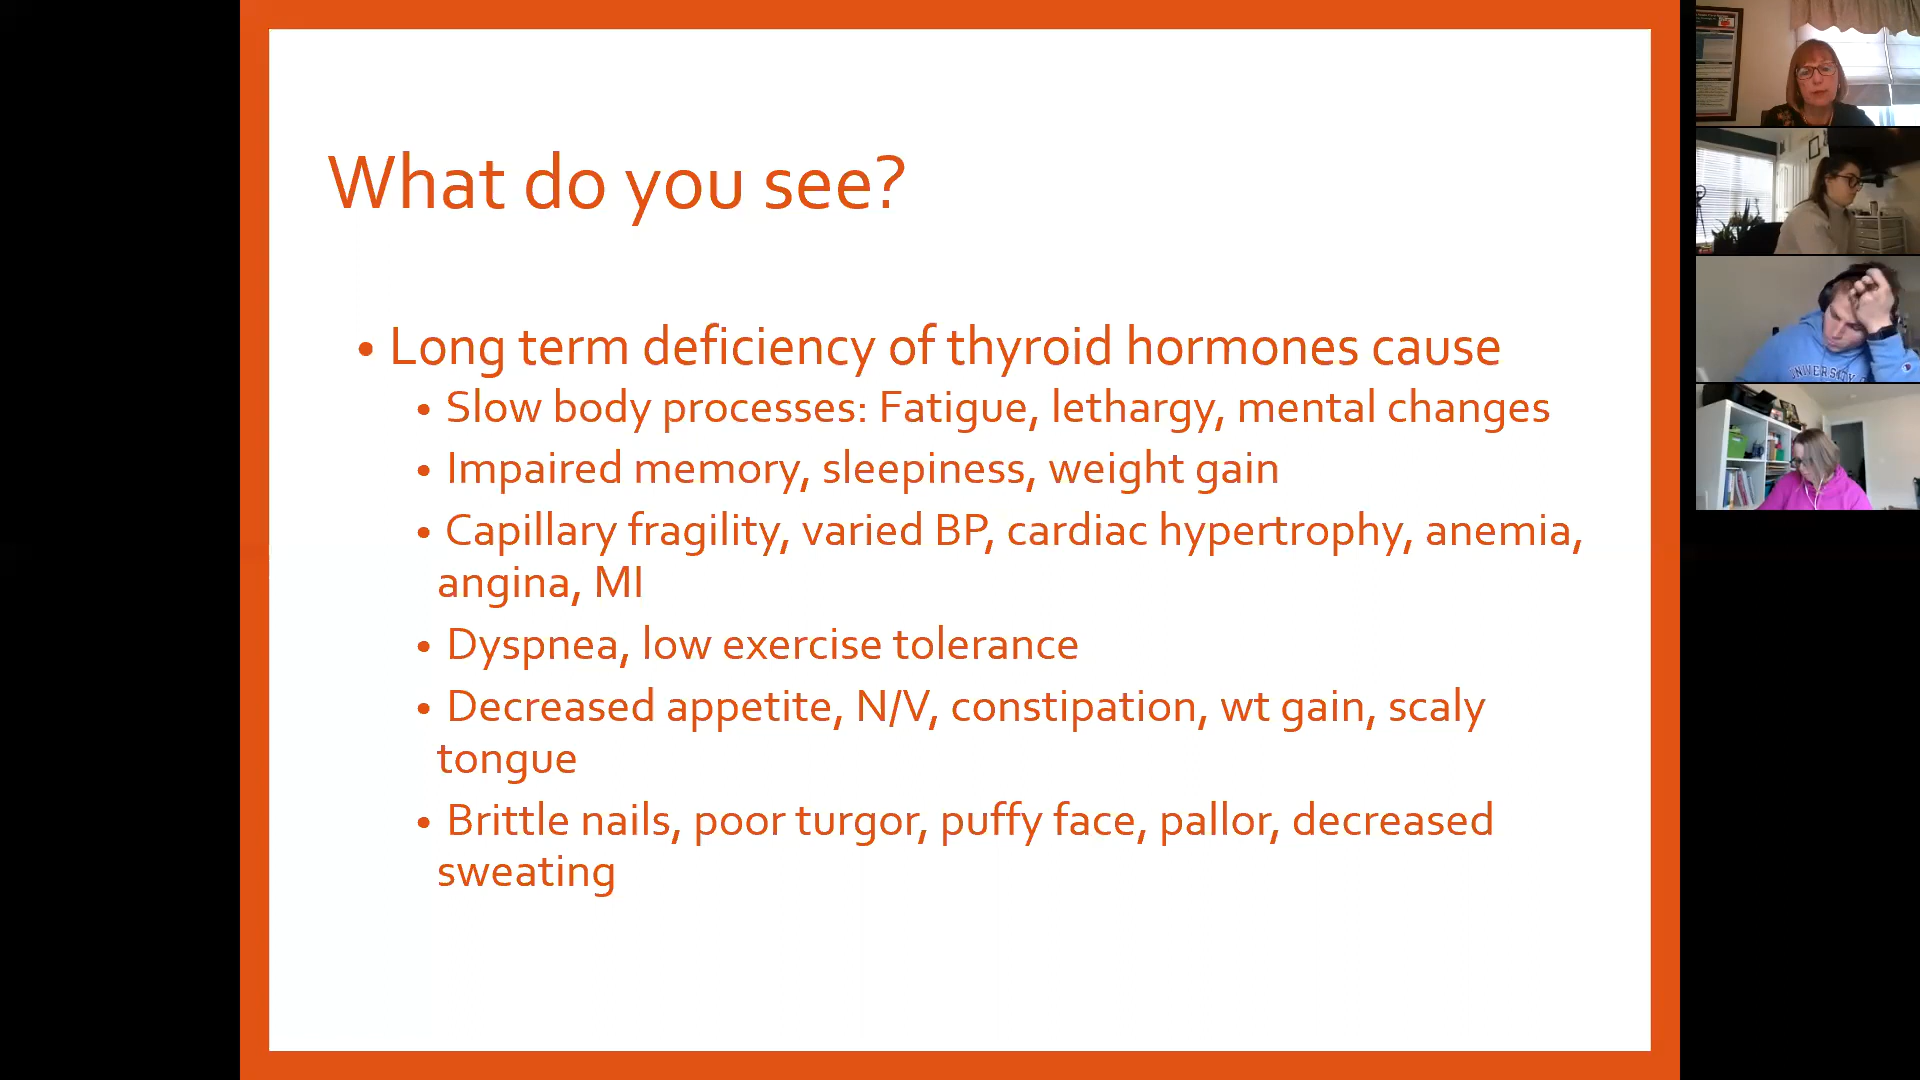 What do you see?
• Long term deficiency of thyroid hormones cause
• Slow body processes: Fatigue, lethargy, mental changes
• Impaired memory, sleepiness, weight gain
• Capillary fragility, varied BP, cardiac hypertrophy, anemia,
angina, MI
• Dyspnea, low exercise tolerance
• Decreased appetite, N/V, constipation, wt gain, scaly
tongue
• Brittle nails, poor turgor, puffy face, pallor, decreased
sweating
UNIVERSITY